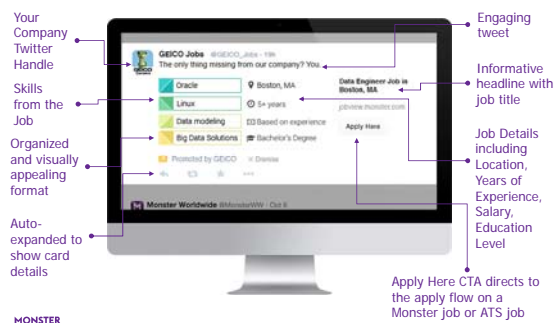 Your
Company
Twitter
Handle
Skills
from the
Job
Organized
and visually
appealing
format
Auto-
expanded to
show card
details
GEICO Jobs @GEICO_Jobs · 19h
The only thing missing from our company? You.
GEICO
Oracle
Linux
Data modeling
Big Data Solutions
Boston, MA
5+ years
Based on experience
Bachelor's Degree
Data Engineer Job in
Boston, MA
jobview.monster.com
Apply Here
Promoted by GEICO
Dismiss
Monster Worldwide @MonsterWW · Oct 8
Engaging
tweet
Informative
headline with
job title
Job Details
including
Location,
Years of
Experience,
Salary,
Education
Level
Apply Here CTA directs to
the apply flow on a
Monster job or ATS job
MONSTER